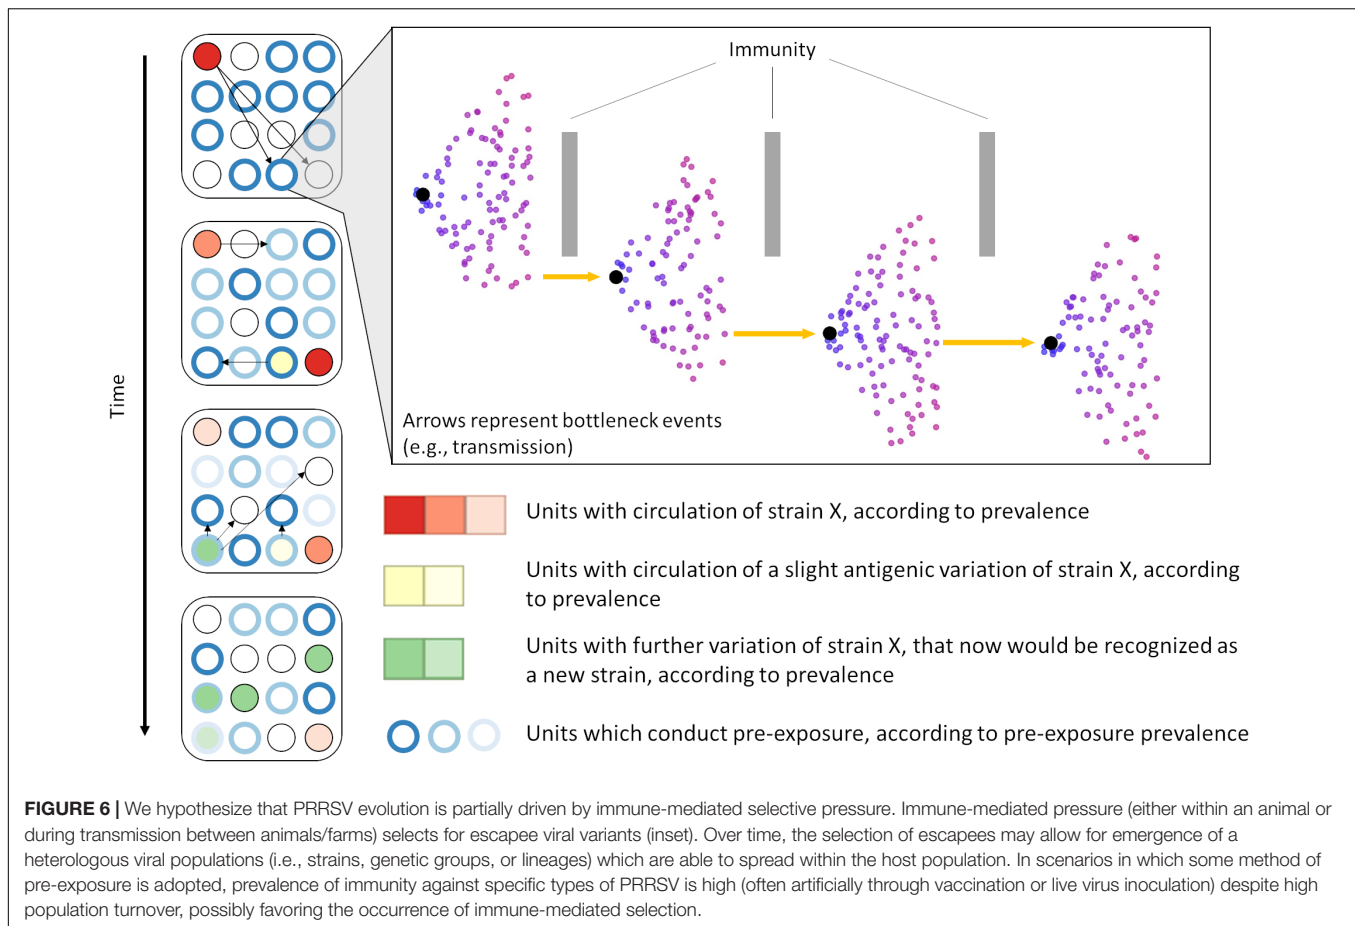 Immunity
Time
Arrows represent bottleneck events
(e.g., transmission)
Units with circulation of strain X, according to prevalence
Units with circulation of a slight antigenic variation of strain X, according
to prevalence
Units with further variation of strain X, that now would be recognized as
a new strain, according to prevalence
Units which conduct pre-exposure, according to pre-exposure prevalence
FIGURE 6 | We hypothesize that PRRSV evolution is partially driven by immune-mediated selective pressure. Immune-mediated pressure (either within an animal or
during transmission between animals/farms) selects for escapee viral variants (inset). Over time, the selection of escapees may allow for emergence of a
heterologous viral populations (i.e., strains, genetic groups, or lineages) which are able to spread within the host population. In scenarios in which some method of
pre-exposure is adopted, prevalence of immunity against specific types of PRRSV is high (often artificially through vaccination or live virus inoculation) despite high
population turnover, possibly favoring the occurrence of immune-mediated selection.